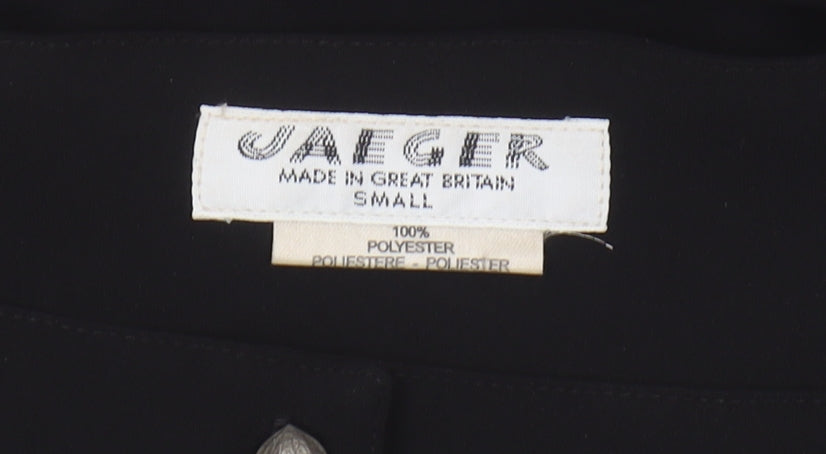 JAEGER
MADE IN GREAT BRITAIN
SMALL
100%
POLYESTER
POLIESTERE - POLIESTER